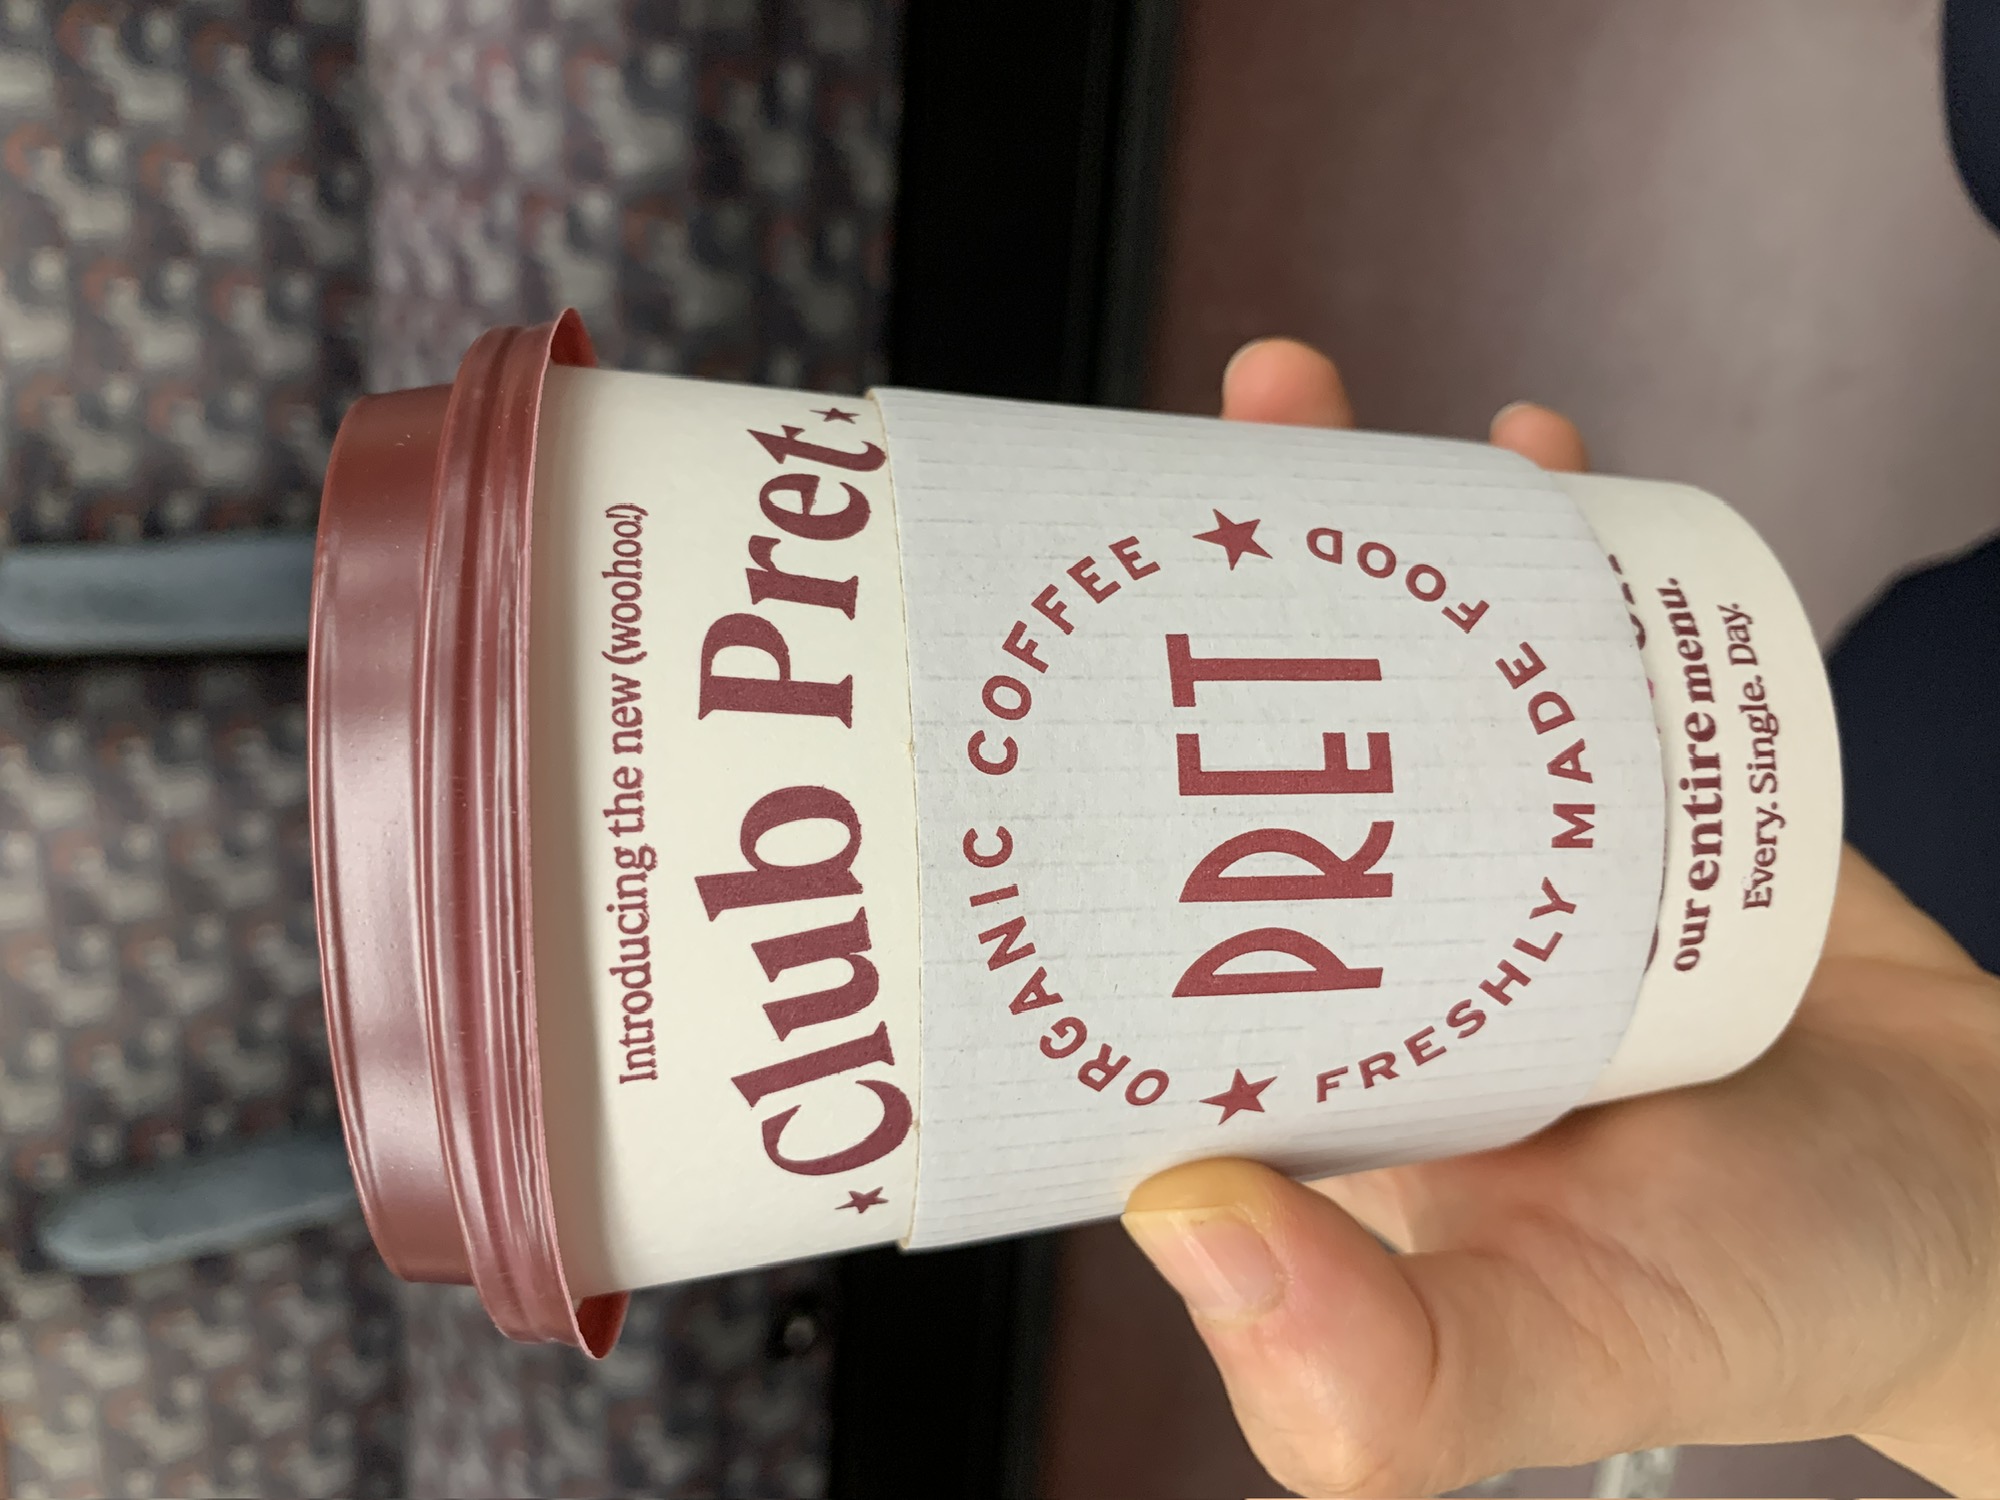 Introducing the new (woohoo!)
Club Pret
ORGANIC COFFEE
PRET
FRESHLY MADE FOOD
our entire menu.
Every. Single. Day.